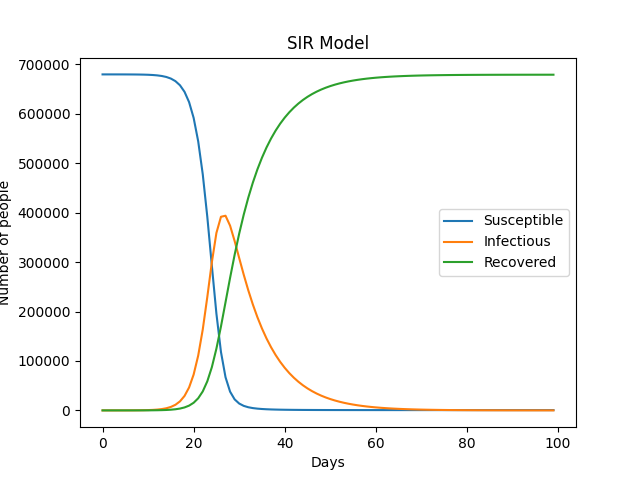 SIR Model
700000
600000
500000
400000
300000
200000
100000
0
Number of people
Susceptible
Infectious
Recovered
0 20 40 60 80 100
Days